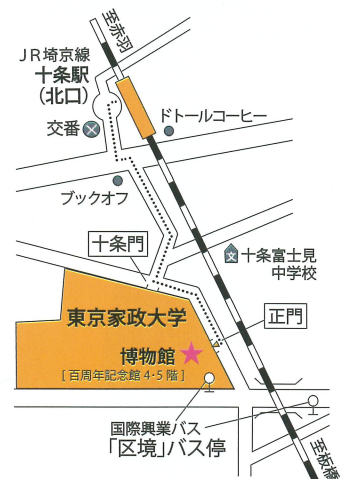 至赤羽
JR埼京線
十条駅
(北口)
交番
ドトールコーヒー
ブックオフ
十条門
文
十条富士見
中学校
東京家政大学
正門
博物館
[百周年記念館4・5階]
国際興業バス
「区境」バス停
至板橋